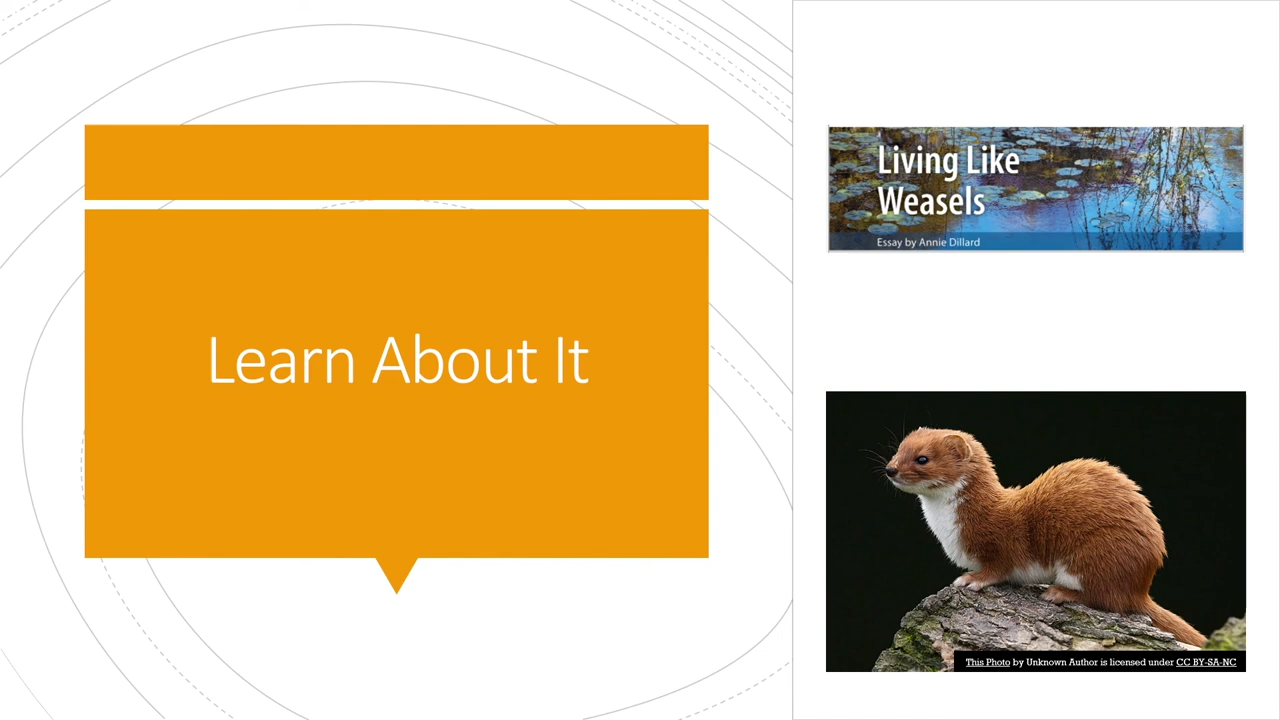 Learn About It
Living Like
Weasels
Essay by Annie Dillard
This Photo by Unknown Author is licensed under CC BY-SA-NC